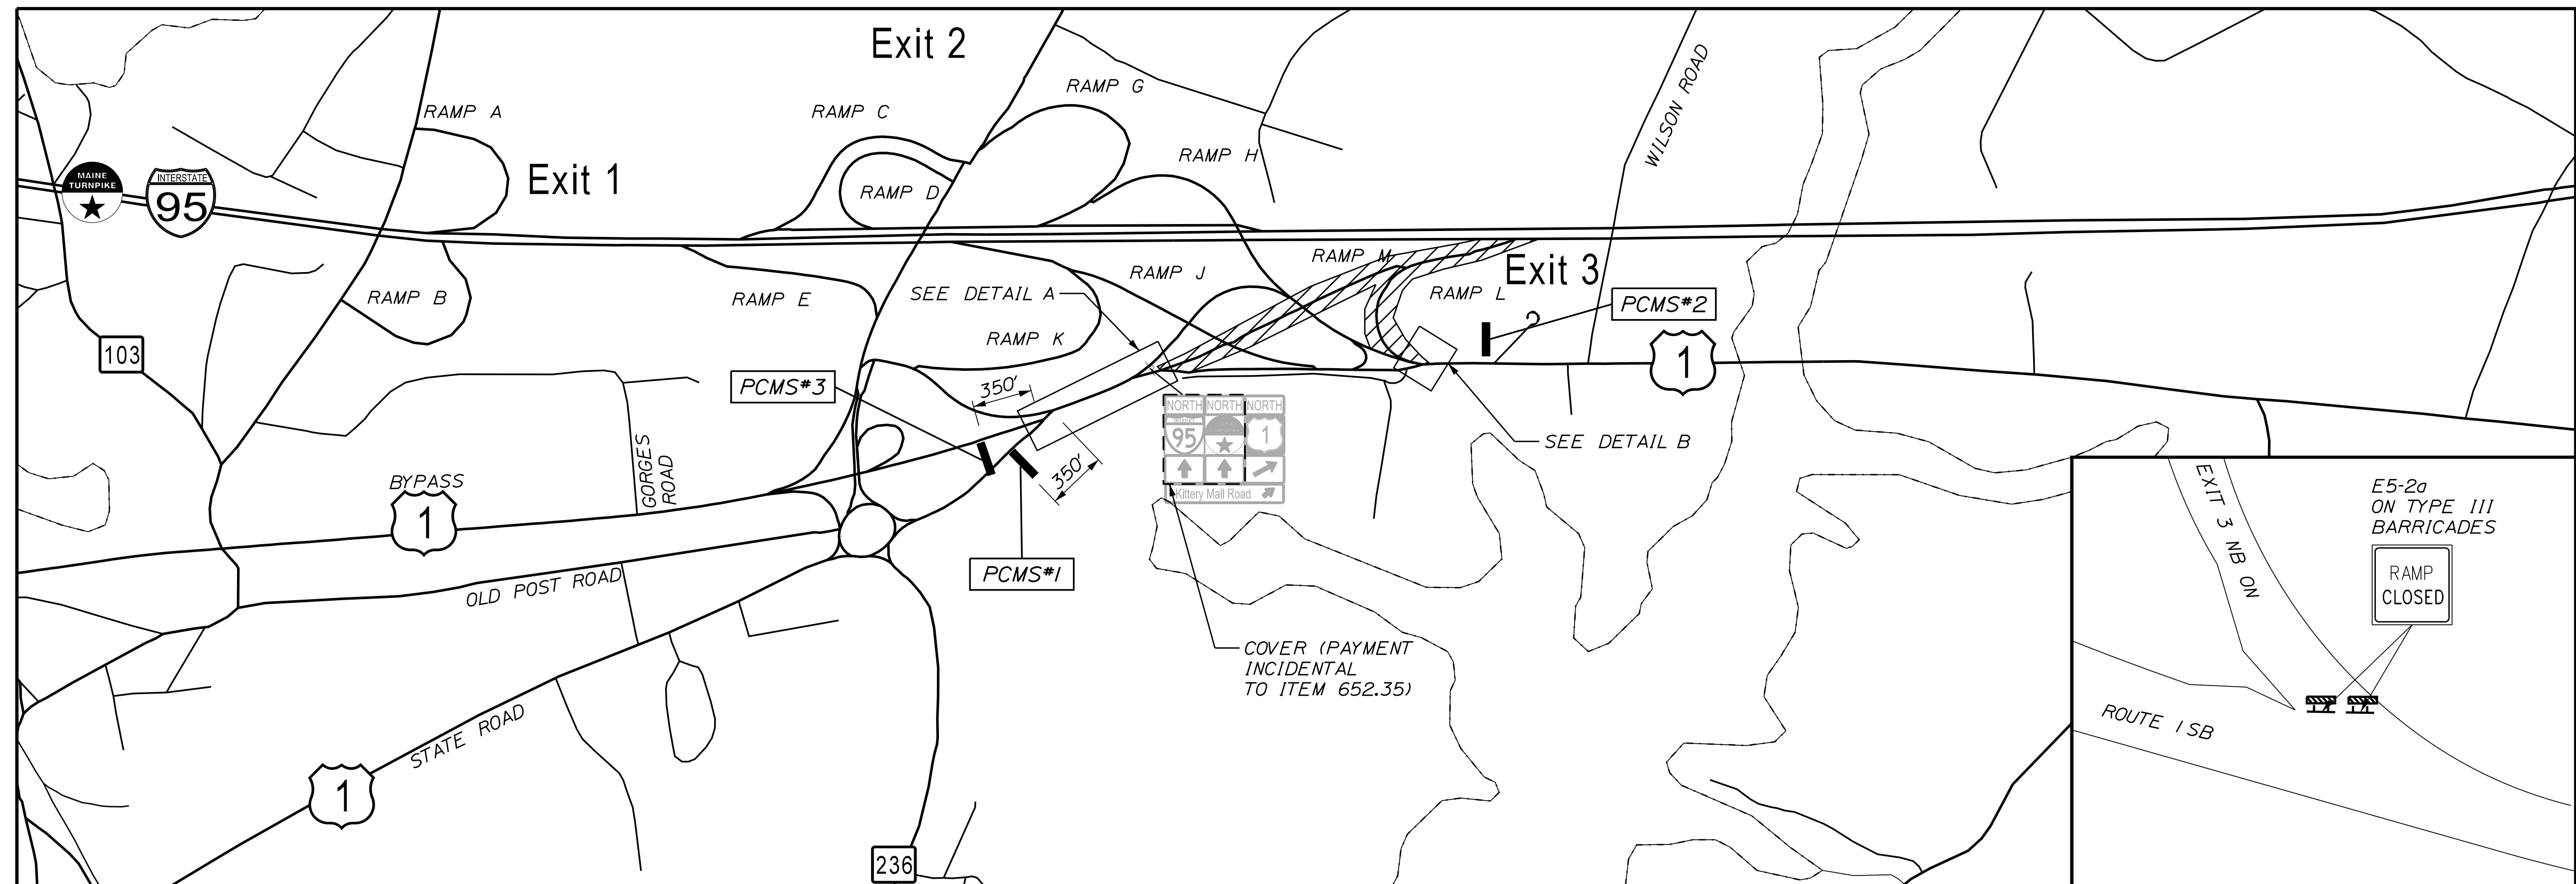 Exit 2
RAMP A
RAMP C
RAMP G
RAMP H
RAMP D
WILSON ROAD
MAINE
TURNPIKE
INTERSTATE
95
Exit 1
RAMP B
RAMP E
SEE DETAIL A
RAMP J
RAMP M
Exit 3
RAMP L
PCMS#2
RAMP K
1
103
PCMS#3
350'
350'
NORTH NORTH NORTH
95 1
Kittery Mall Road
SEE DETAIL B
GORGES
ROAD
BYPASS
1
PCMS#1
OLD POST ROAD
COVER (PAYMENT
INCIDENTAL
TO ITEM 652.35)
STATE ROAD
1
236
EXIT 3 NB ON
E5-2a
ON TYPE III
BARRICADES
RAMP
CLOSED
ROUTE 1 SB